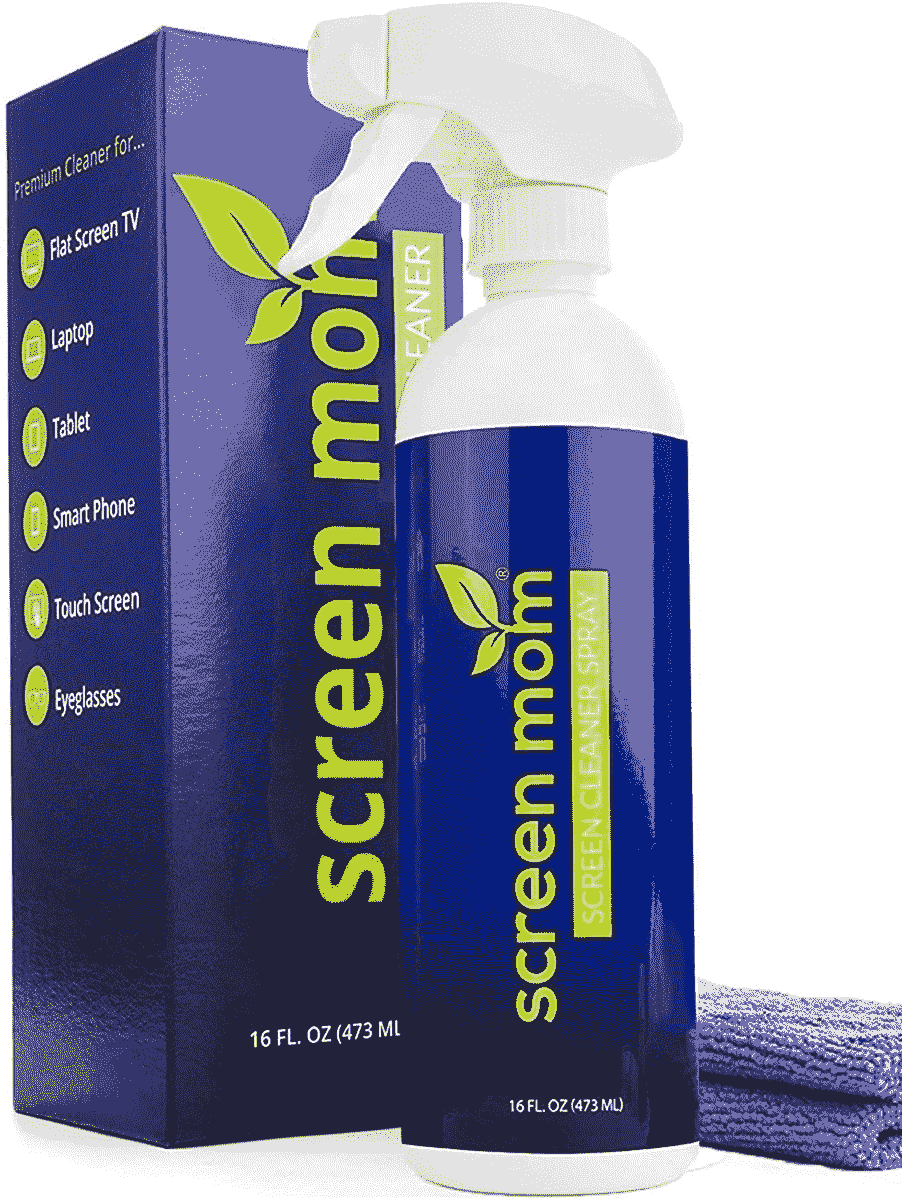 Premium Cleaner for...
Flat Screen TV
Laptop
Tablet
Smart Phone
Touch Screen
Eyeglasses
screen mom
LEANER
16 FL. OZ (473 ML
screen mom®
SCREEN CLEANER SPRAY
16 FL. OZ (473 ML)